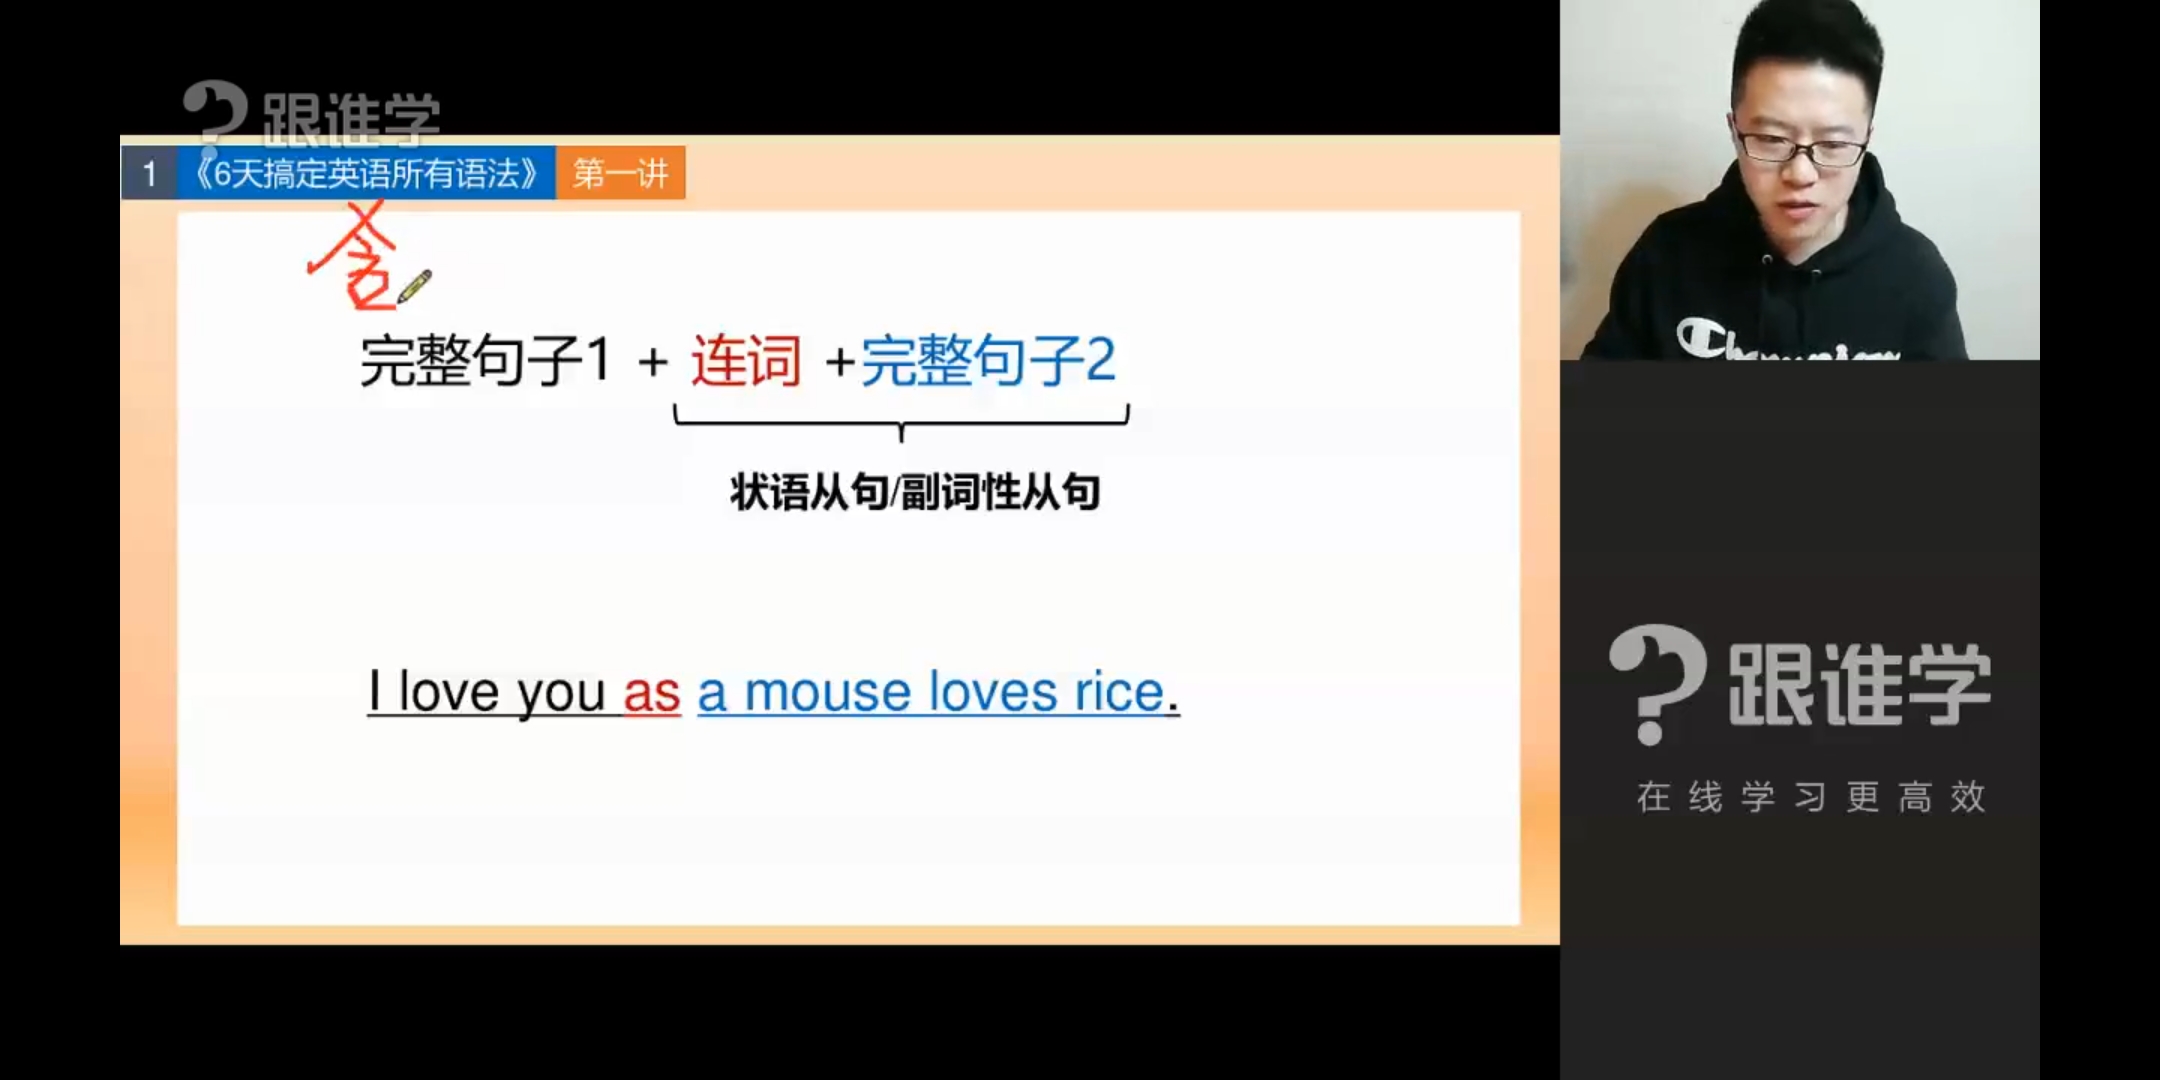 跟谁学
1 《6天搞定英语所有语法》 第一讲
含
完整句子1 + 连词 +完整句子2
状语从句/副词性从句
I love you as a mouse loves rice.
Champion
跟谁学
在线学习更高效